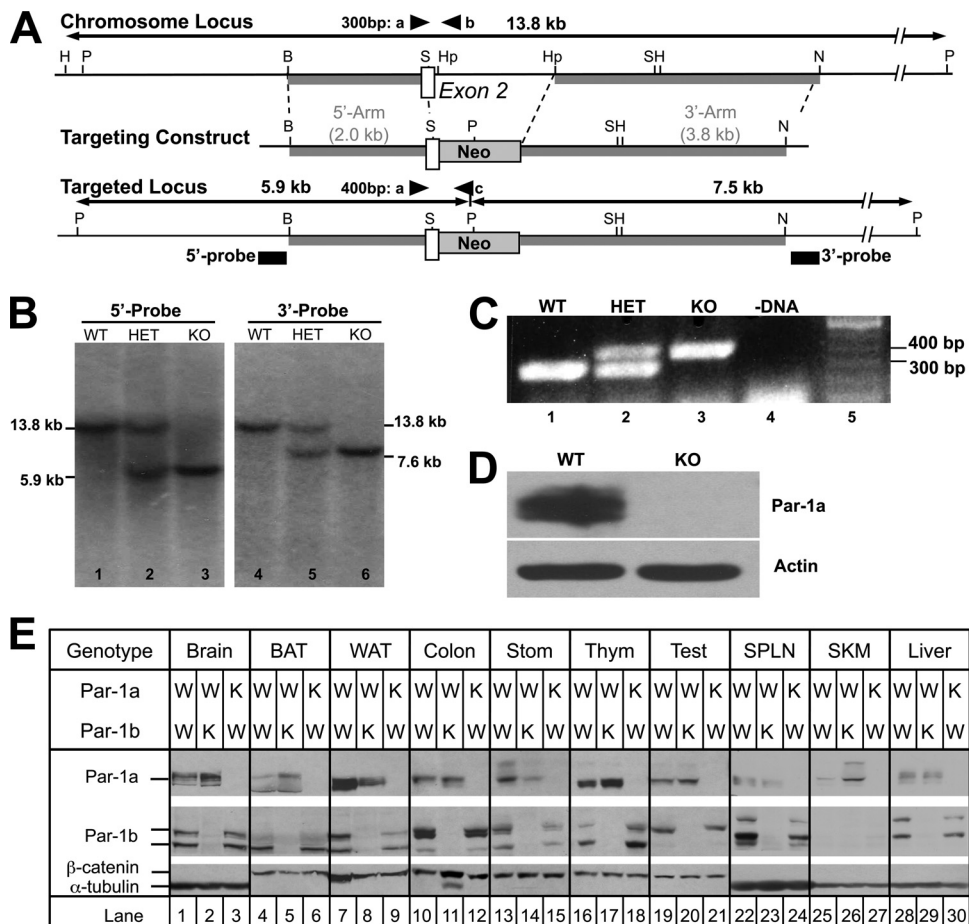 A
Chromosome Locus
300bp: a b
13.8 kb
H P B S Hp Hp SH N P
Exon 2
5'-Arm
(2.0 kb)
3'-Arm
(3.8 kb)
Targeting Construct
B S P SH N
Neo
Targeted Locus
5.9 kb
400bp: a c
7.5 kb
P B S P SH N P
Neo
5'-probe
3'-probe
B
5'-Probe
3'-Probe
WT HET KO WT HET KO
13.8 kb
5.9 kb
13.8 kb
7.6 kb
1 2 3 4 5 6
C
WT HET KO -DNA
400 bp
300 bp
1 2 3 4 5
D
WT KO
Par-1a
Actin
E
Genotype Brain BAT WAT Colon Stom Thym Test SPLN SKM Liver
Par-1a W W K W W K W W K W W K W W K W W K W W K W W K W W K W W K
Par-1b W K W W K W W K W W K W W K W W K W W K W W K W W K W W K W
Par-1a
Par-1b
β-catenin
α-tubulin
Lane 1 2 3 4 5 6 7 8 9 10 11 12 13 14 15 16 17 18 19 20 21 22 23 24 25 26 27 28 29 30